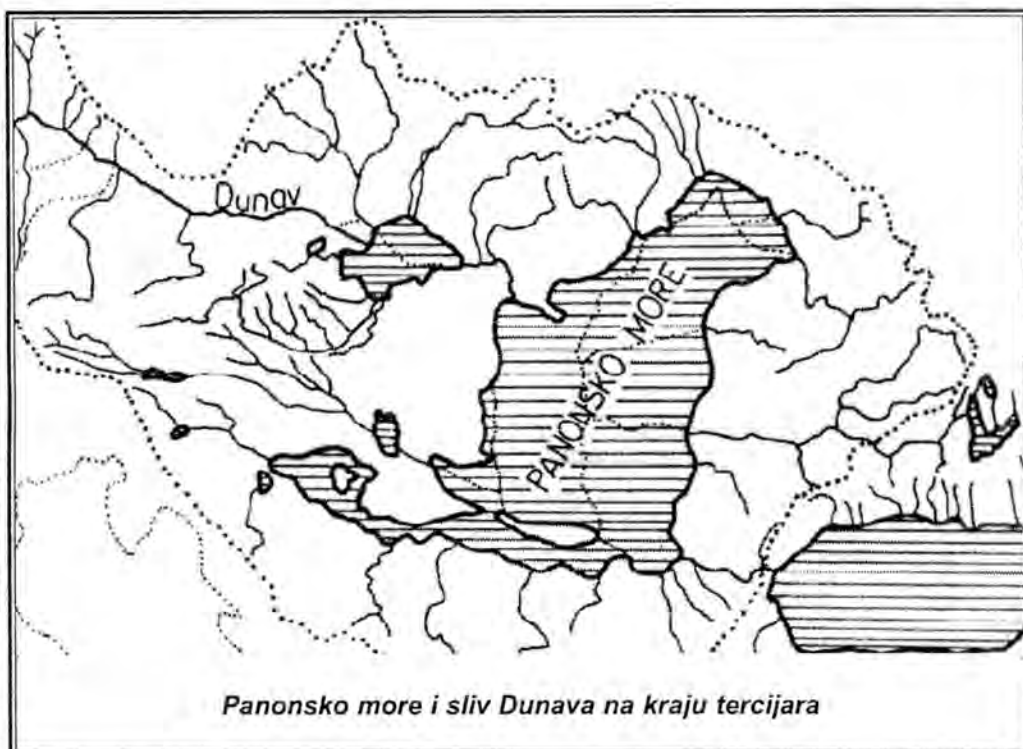 Dunav
PANONSKO MORE
Panonsko more i sliv Dunava na kraju tercijara